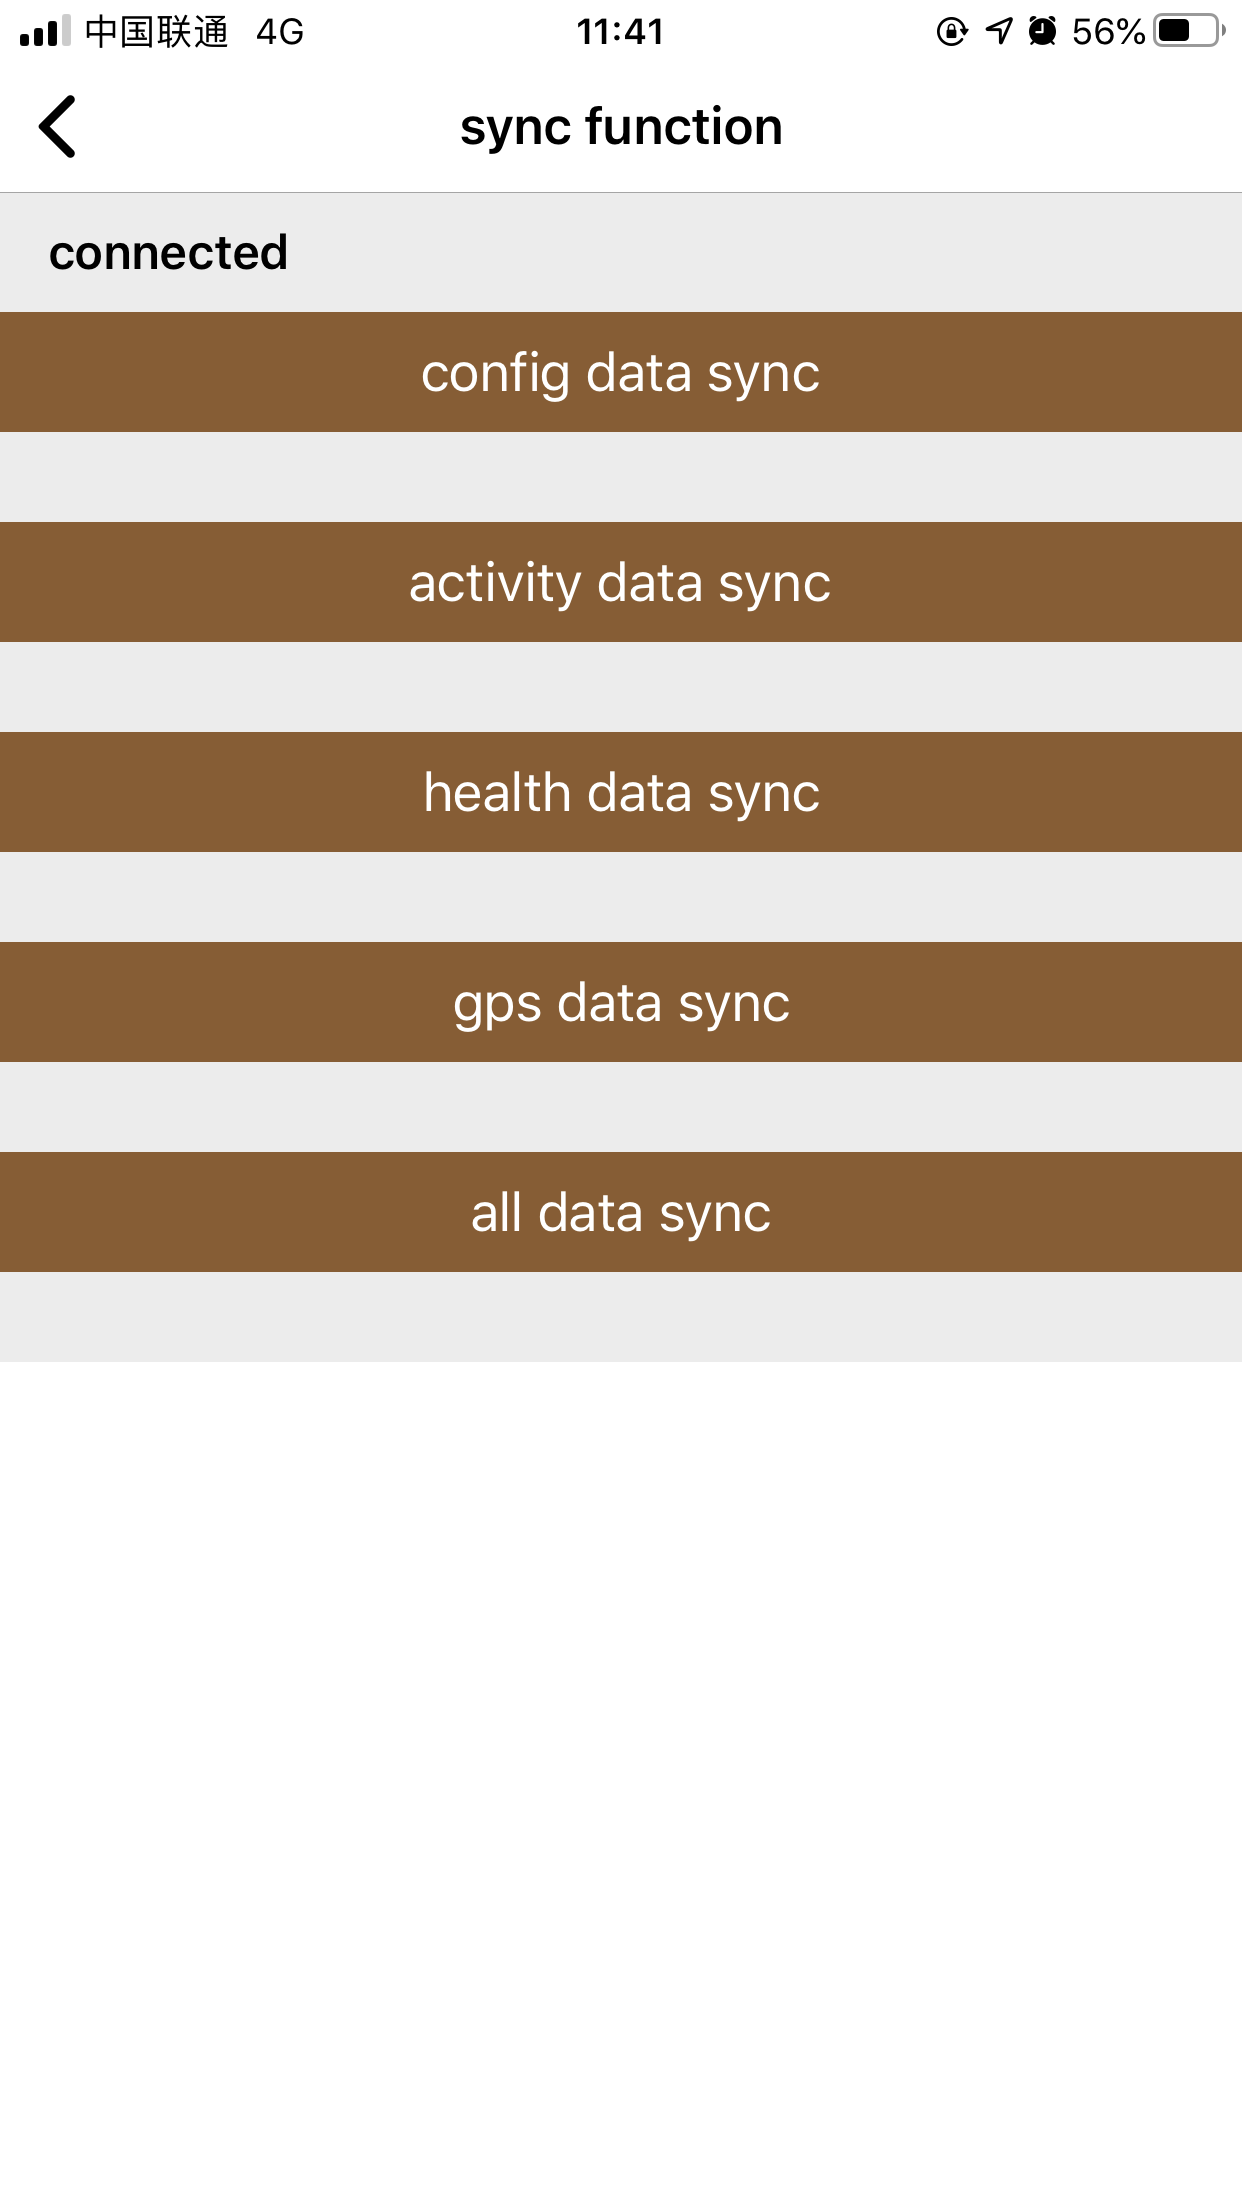 中国联通 4G 11:41 56%
sync function
connected
config data sync
activity data sync
health data sync
gps data sync
all data sync